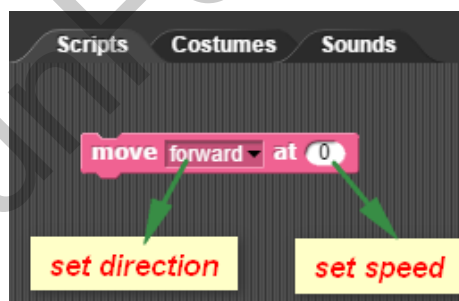 Scripts Costumes Sounds
move forward at 0
set direction set speed